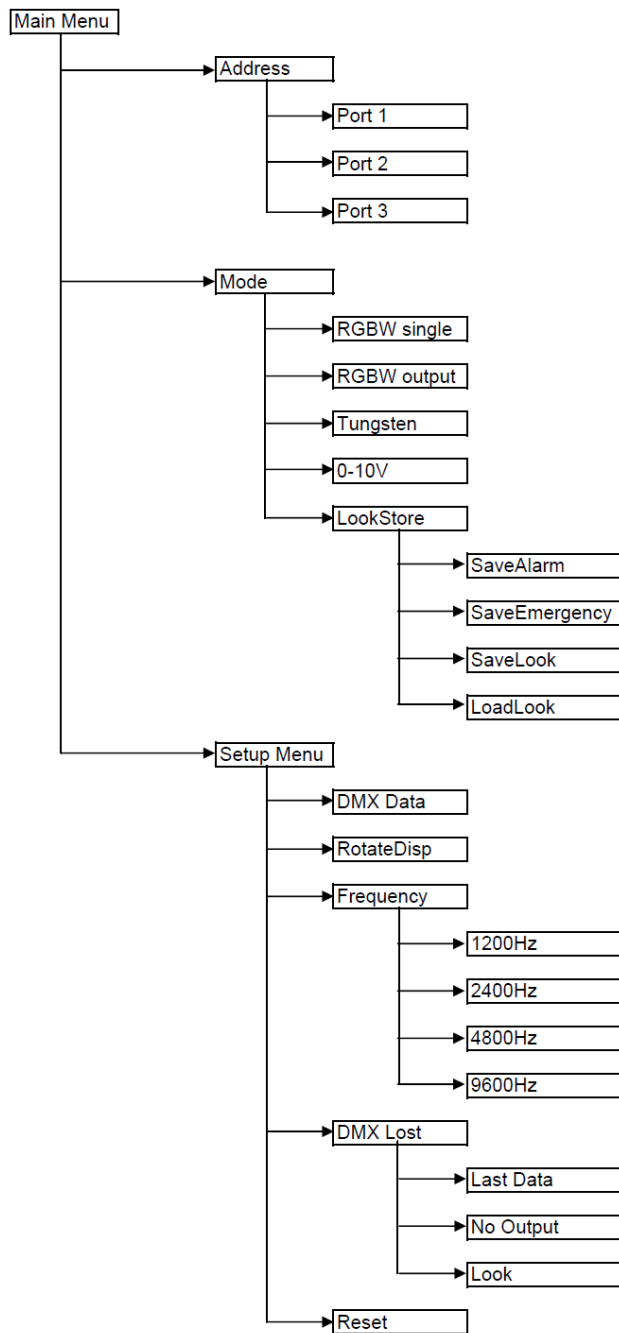 Main Menu
Address
Port 1
Port 2
Port 3
Mode
RGBW single
RGBW output
Tungsten
0-10V
LookStore
SaveAlarm
SaveEmergency
SaveLook
LoadLook
Setup Menu
DMX Data
RotateDisp
Frequency
1200Hz
2400Hz
4800Hz
9600Hz
DMX Lost
Last Data
No Output
Look
Reset